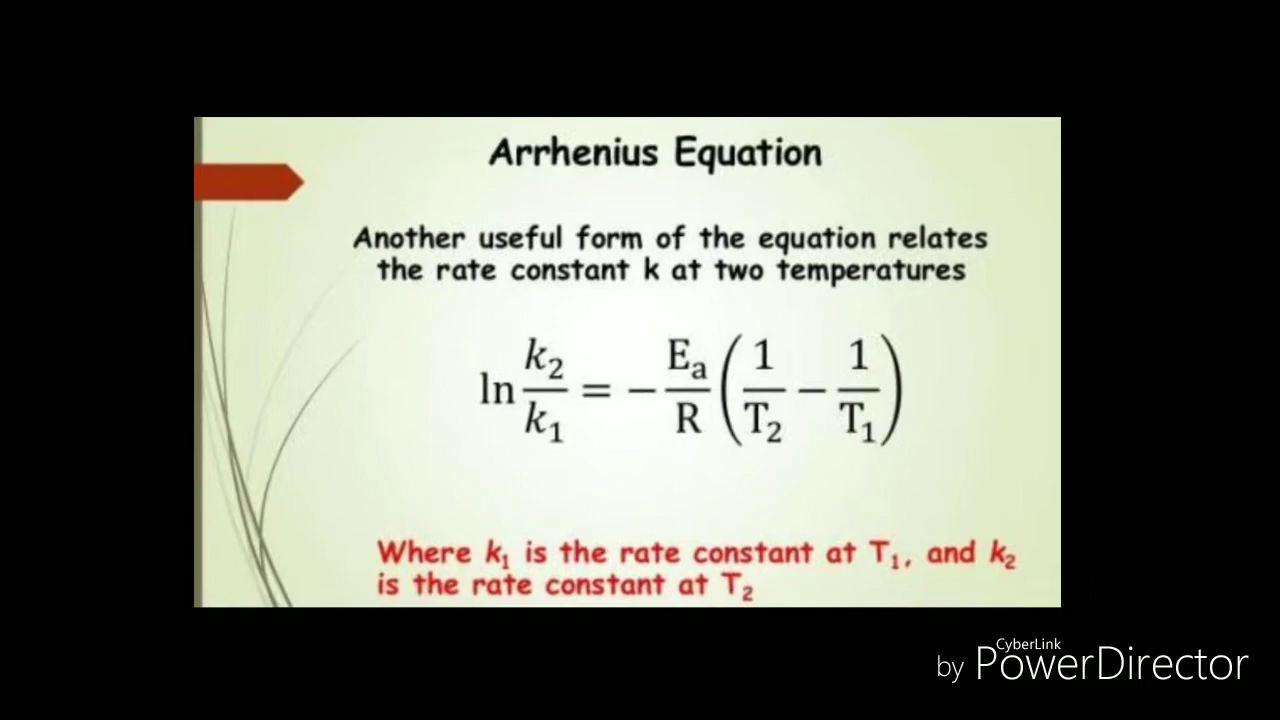 Arrhenius Equation
Another useful form of the equation relates
the rate constant k at two temperatures
ln k₂/k₁ = − Eₐ/R (1/T₂ − 1/T₁)
Where k₁ is the rate constant at T₁, and k₂
is the rate constant at T₂
CyberLink
by PowerDirector